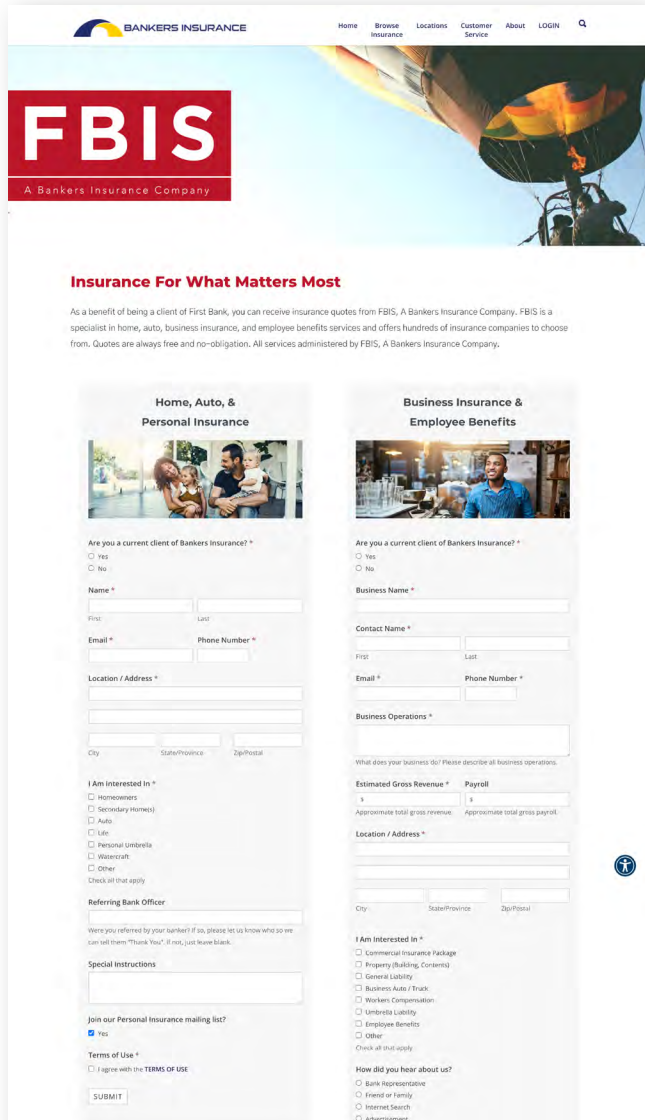 BANKERS INSURANCE
Home Browse Insurance Locations Customer Service About LOGIN
FBIS
A Bankers Insurance Company
Insurance For What Matters Most
As a benefit of being a client of First Bank, you can receive insurance quotes from FBIS, A Bankers Insurance Company. FBIS is a
specialist in home, auto, business insurance, and employee benefits services and offers hundreds of insurance companies to choose
from. Quotes are always free and no-obligation. All services administered by FBIS, A Bankers Insurance Company.
Home, Auto, &
Personal Insurance
Are you a current client of Bankers Insurance? *
Yes
No
Name *
First Last
Email * Phone Number *
Location / Address *
City State/Province Zip/Postal
I Am Interested In *
Homeowners
Secondary Home(s)
Auto
Life
Personal Umbrella
Watercraft
Other
Check all that apply
Referring Bank Officer
Were you referred by your banker? If so, please let us know who so we
can tell them "Thank You". If not, just leave blank.
Special Instructions
Join our Personal Insurance mailing list?
Yes
Terms of Use *
I agree with the TERMS OF USE
SUBMIT
Business Insurance &
Employee Benefits
Are you a current client of Bankers Insurance? *
Yes
No
Business Name *
Contact Name *
First Last
Email * Phone Number *
Business Operations *
What does your business do? Please describe all business operations.
Estimated Gross Revenue * Payroll
$ $
Approximate total gross revenue. Approximate total gross payroll.
Location / Address *
City State/Province Zip/Postal
I Am Interested In *
Commercial Insurance Package
Property (Building, Contents)
General Liability
Business Auto / Truck
Workers Compensation
Umbrella Liability
Employee Benefits
Other
Check all that apply
How did you hear about us?
Bank Representative
Friend or Family
Internet Search
Advertisement